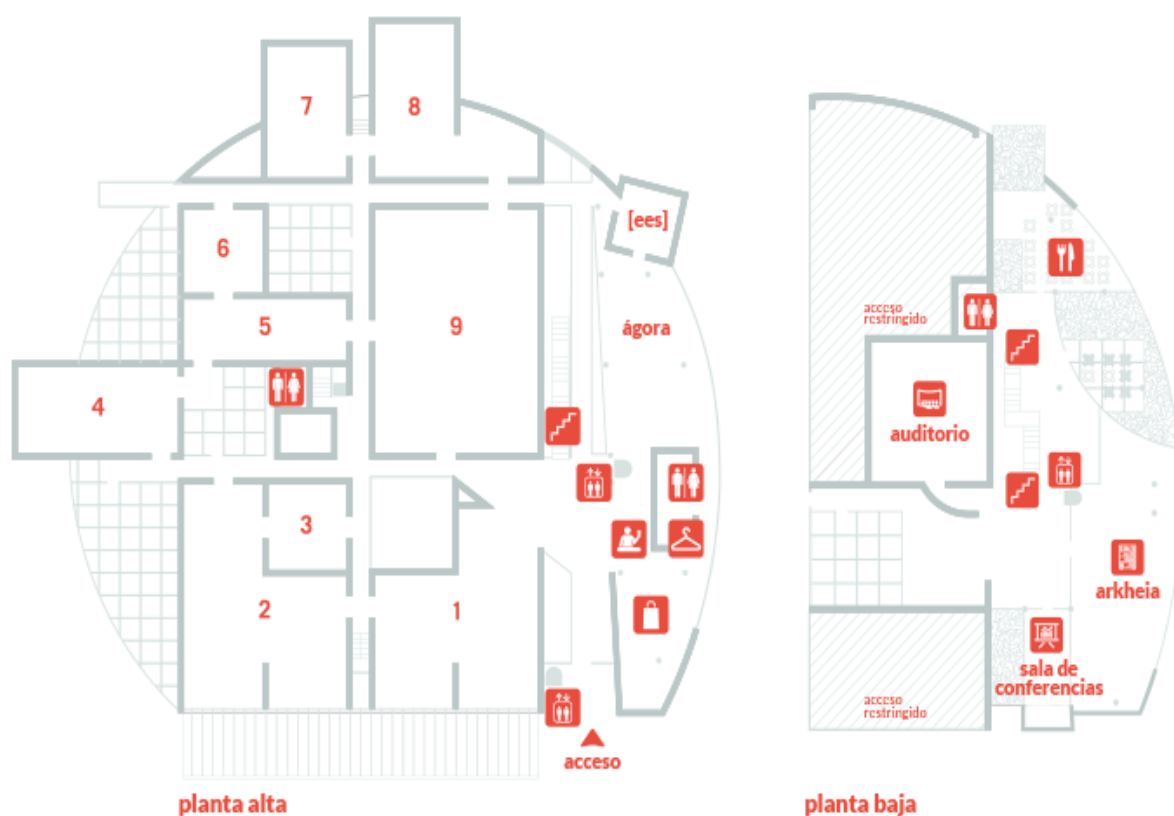 7
8
[ees]
6
5
9
ágora
4
3
2
1
acceso
planta alta
acceso
restringido
auditorio
arkheia
sala de
conferencias
acceso
restringido
planta baja